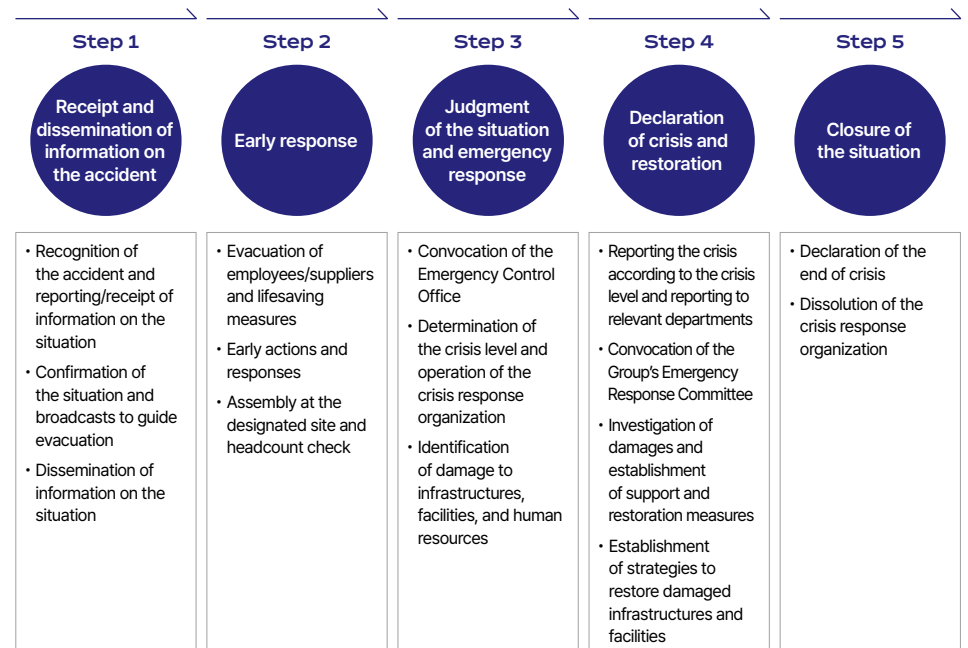 Step 1
Receipt and
dissemination of
information on
the accident
• Recognition of
the accident and
reporting/receipt of
information on the
situation
• Confirmation of
the situation and
broadcasts to guide
evacuation
• Dissemination of
information on the
situation
Step 2
Early response
• Evacuation of
employees/suppliers
and lifesaving
measures
• Early actions and
responses
• Assembly at the
designated site and
headcount check
Step 3
Judgment
of the situation
and emergency
response
• Convocation of the
Emergency Control
Office
• Determination of
the crisis level and
operation of the
crisis response
organization
• Identification
of damage to
infrastructures,
facilities, and human
resources
Step 4
Declaration
of crisis and
restoration
• Reporting the crisis
according to the crisis
level and reporting to
relevant departments
• Convocation of the
Group's Emergency
Response Committee
• Investigation of
damages and
establishment
of support and
restoration measures
• Establishment
of strategies to
restore damaged
infrastructures and
facilities
Step 5
Closure of
the situation
• Declaration of the
end of crisis
• Dissolution of the
crisis response
organization